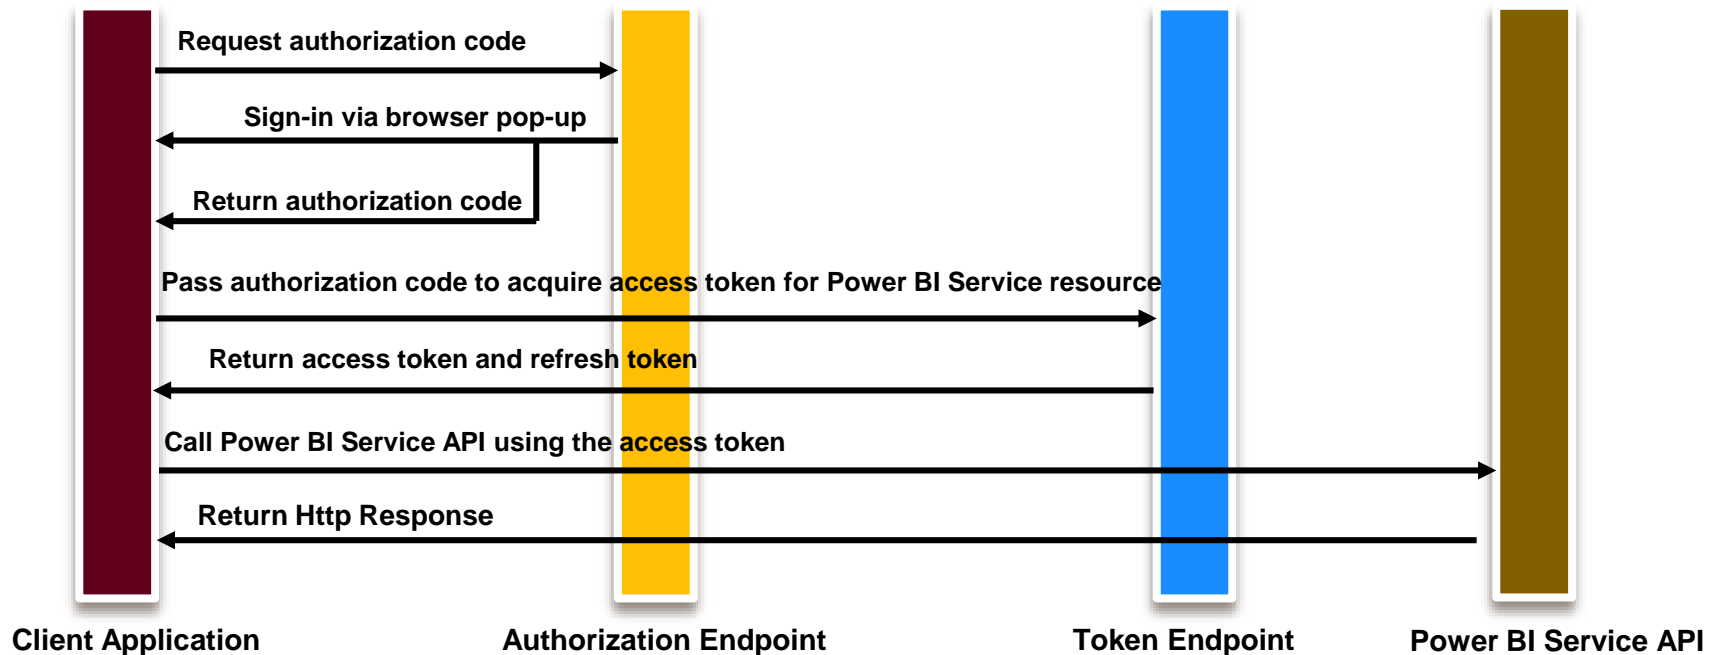 Request authorization code
Sign-in via browser pop-up
Return authorization code
Pass authorization code to acquire access token for Power BI Service resource
Return access token and refresh token
Call Power BI Service API using the access token
Return Http Response
Client Application
Authorization Endpoint
Token Endpoint
Power BI Service API